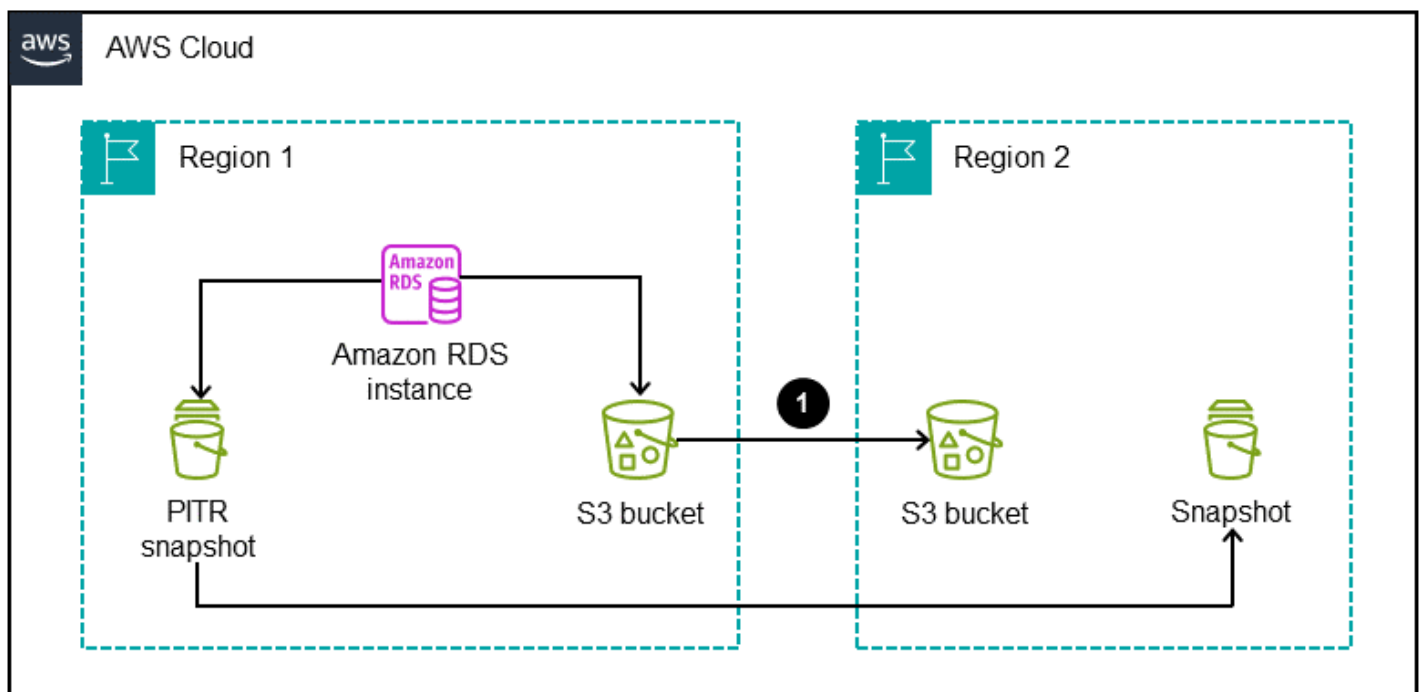 aws
AWS Cloud
Region 1
Region 2
Amazon
RDS
Amazon RDS
instance
1
PITR
snapshot
S3 bucket
S3 bucket
Snapshot